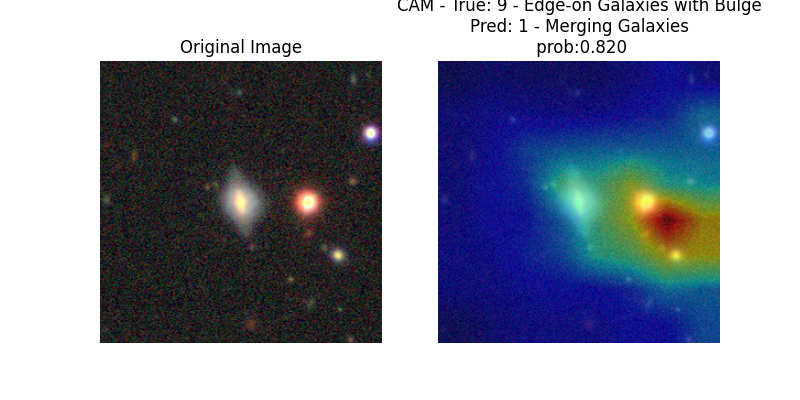 Original Image
CAM - True: 9 - Edge-on Galaxies with Bulge
Pred: 1 - Merging Galaxies
prob:0.820